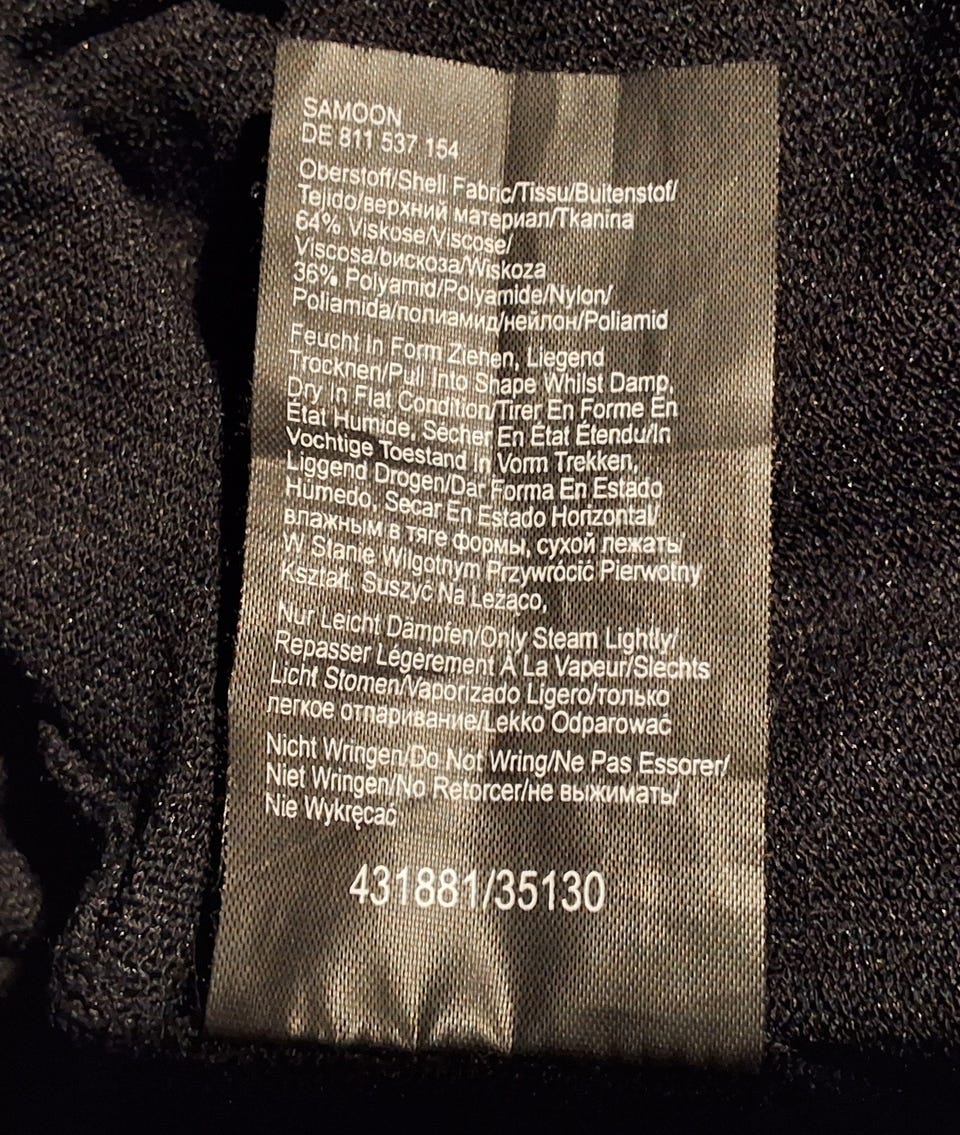 SAMOON
DE 811 537 154
Oberstoff/Shell Fabric/Tissu/Buitenstof/
Tejido/верхний материал/Tkanina
64% Viskose/Viscose/
Viscosa/вискоза/Wiskoza
36% Polyamid/Polyamide/Nylon/
Poliamida/полиамид/нейлон/Poliamid
Feucht In Form Ziehen, Liegend
Trocknen/Pull Into Shape Whilst Damp,
Dry In Flat Condition/Tirer En Forme En
État Humide, Sécher En État Étendu/In
Vochtige Toestand In Vorm Trekken,
Liggend Drogen/Dar Forma En Estado
Húmedo, Secar En Estado Horizontal/
влажным в тяге формы, сухой лежать/
W Stanie Wilgotnym Przywrócić Pierwotny
Kształt, Suszyć Na Leżąco,
Nur Leicht Dämpfen/Only Steam Lightly/
Repasser Légèrement À La Vapeur/Slechts
Licht Stomen/Vaporizado Ligero/только
легкое отпаривание/Lekko Odparować
Nicht Wringen/Do Not Wring/Ne Pas Essorer/
Niet Wringen/No Retorcer/не выжимать/
Nie Wykręcać
431881/35130